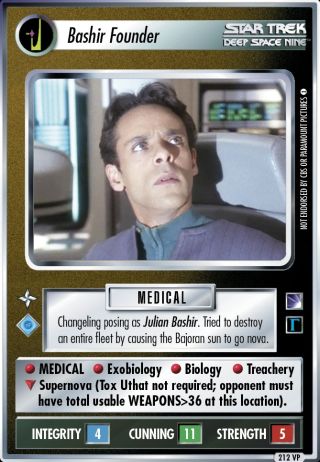 Bashir Founder
STAR TREK
DEEP SPACE NINE
NOT ENDORSED BY CBS OR PARAMOUNT PICTURES
MEDICAL
Changeling posing as Julian Bashir. Tried to destroy
an entire fleet by causing the Bajoran sun to go nova.
● MEDICAL ● Exobiology ● Biology ● Treachery
▼ Supernova (Tox Uthat not required; opponent must
have total usable WEAPONS>36 at this location).
INTEGRITY 4 CUNNING 11 STRENGTH 5
212 VP